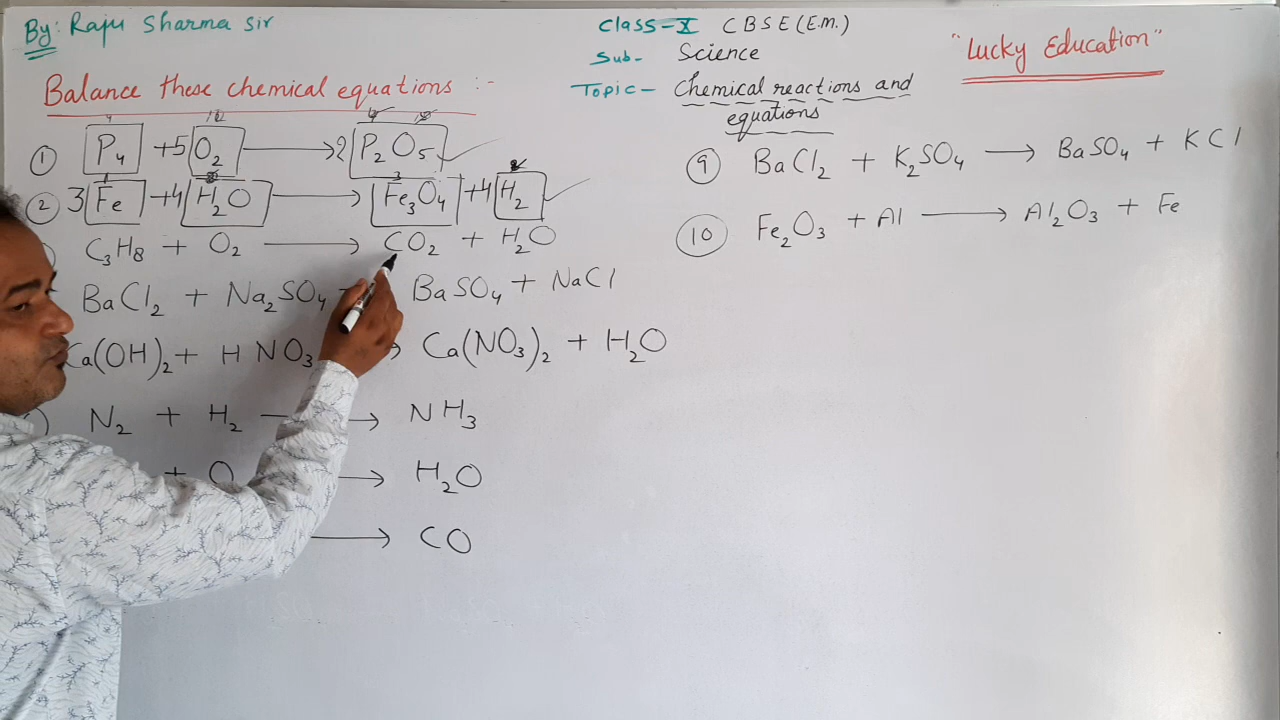 By: Raju Sharma Sir
Class-X CBSE (E.m.)
Sub- Science
Topic- Chemical reactions and equations
"Lucky Education"
Balance these chemical equations :-
① P₄ + 5 O₂ ⟶ 2 P₂O₅ ✓
② 3 Fe + 4 H₂O ⟶ Fe₃O₄ + 4 H₂ ✓
C₃H₈ + O₂ ⟶ CO₂ + H₂O
BaCl₂ + Na₂SO₄ BaSO₄ + NaCl
Ca(OH)₂ + HNO₃ → Ca(NO₃)₂ + H₂O
N₂ + H₂ ⟶ NH₃
+ O ⟶ H₂O
⟶ CO
⑨ BaCl₂ + K₂SO₄ ⟶ BaSO₄ + KCl
⑩ Fe₂O₃ + Al ⟶ Al₂O₃ + Fe